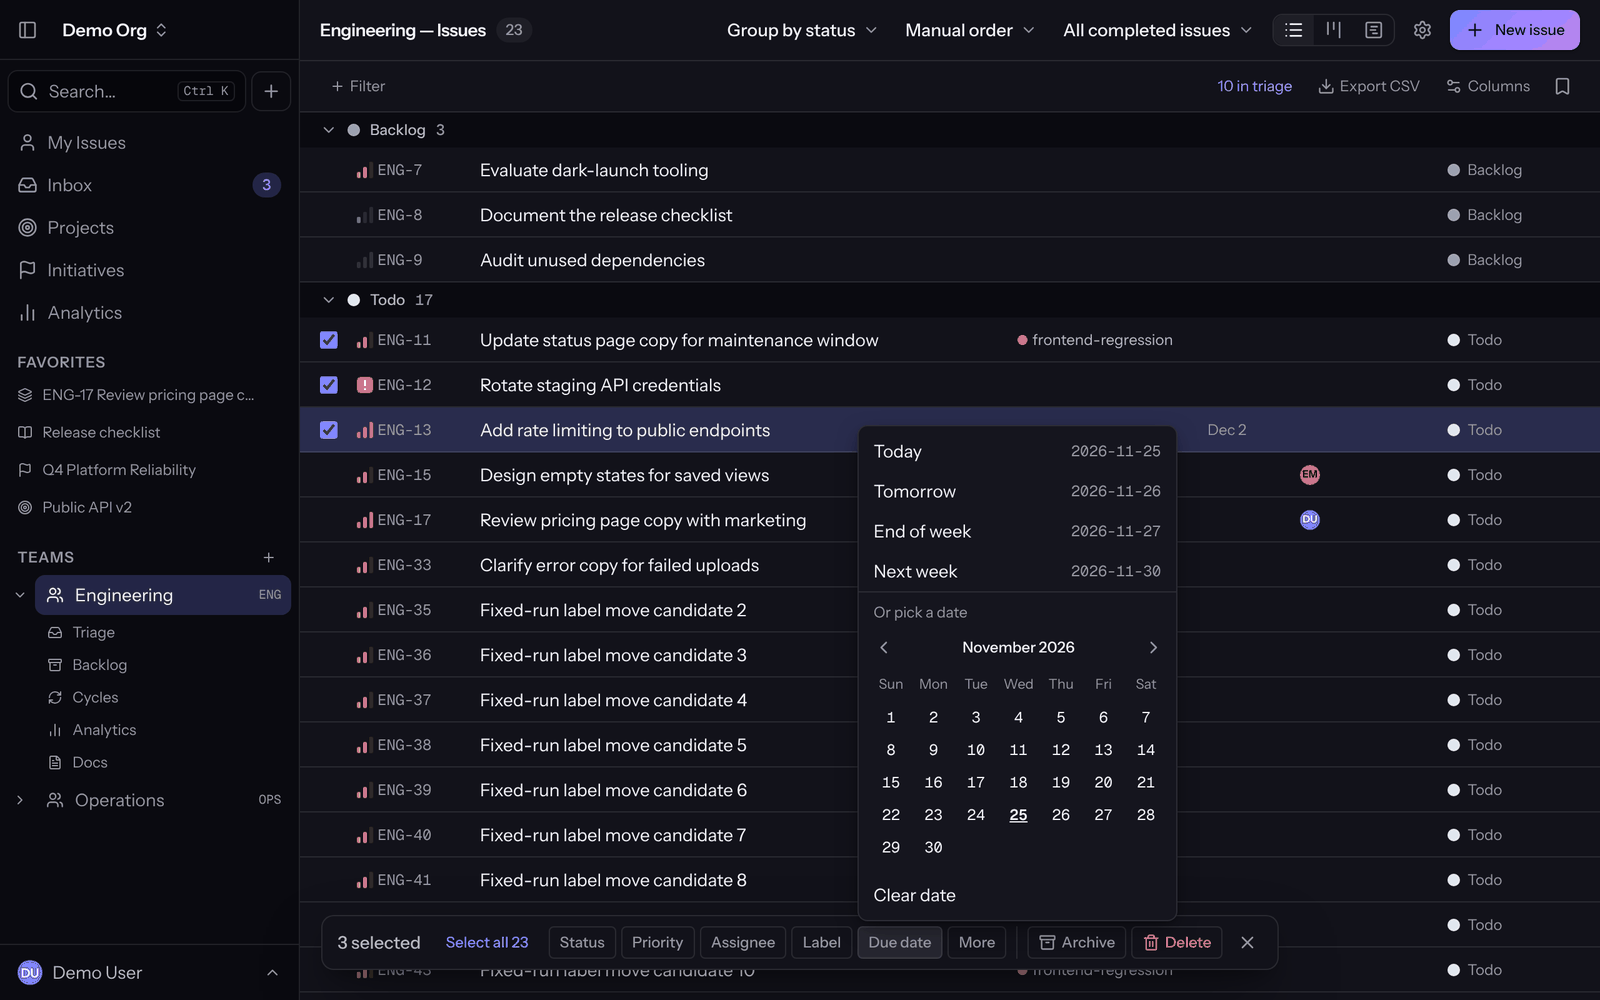 Demo Org
Search...
Ctrl K
My Issues
Inbox
3
Projects
Initiatives
Analytics
FAVORITES
ENG-17 Review pricing page c...
Release checklist
Q4 Platform Reliability
Public API v2
TEAMS
Engineering
ENG
Triage
Backlog
Cycles
Analytics
Docs
Operations
OPS
DU
Demo User
Engineering — Issues
23
Group by status
Manual order
All completed issues
New issue
Filter
10 in triage
Export CSV
Columns
Backlog 3
ENG-7 Evaluate dark-launch tooling Backlog
ENG-8 Document the release checklist Backlog
ENG-9 Audit unused dependencies Backlog
Todo 17
ENG-11 Update status page copy for maintenance window frontend-regression Todo
ENG-12 Rotate staging API credentials Todo
ENG-13 Add rate limiting to public endpoints Dec 2 Todo
ENG-15 Design empty states for saved views EM Todo
ENG-17 Review pricing page copy with marketing DU Todo
ENG-33 Clarify error copy for failed uploads Todo
ENG-35 Fixed-run label move candidate 2 Todo
ENG-36 Fixed-run label move candidate 3 Todo
ENG-37 Fixed-run label move candidate 4 Todo
ENG-38 Fixed-run label move candidate 5 Todo
ENG-39 Fixed-run label move candidate 6 Todo
ENG-40 Fixed-run label move candidate 7 Todo
ENG-41 Fixed-run label move candidate 8 Todo
Todo
ENG-43 Fixed-run label move candidate 10 frontend-regression Todo
Today 2026-11-25
Tomorrow 2026-11-26
End of week 2026-11-27
Next week 2026-11-30
Or pick a date
November 2026
Sun Mon Tue Wed Thu Fri Sat
1 2 3 4 5 6 7
8 9 10 11 12 13 14
15 16 17 18 19 20 21
22 23 24 25 26 27 28
29 30
Clear date
3 selected
Select all 23
Status
Priority
Assignee
Label
Due date
More
Archive
Delete